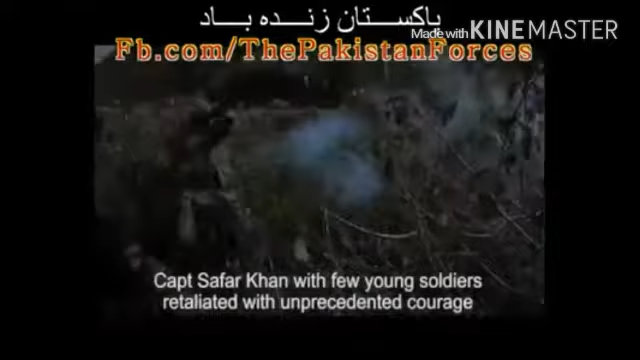 پاکستان زنده باد
Made with KINEMASTER
Fb.com/ThePakistanForces
Capt Safar Khan with few young soldiers
retaliated with unprecedented courage